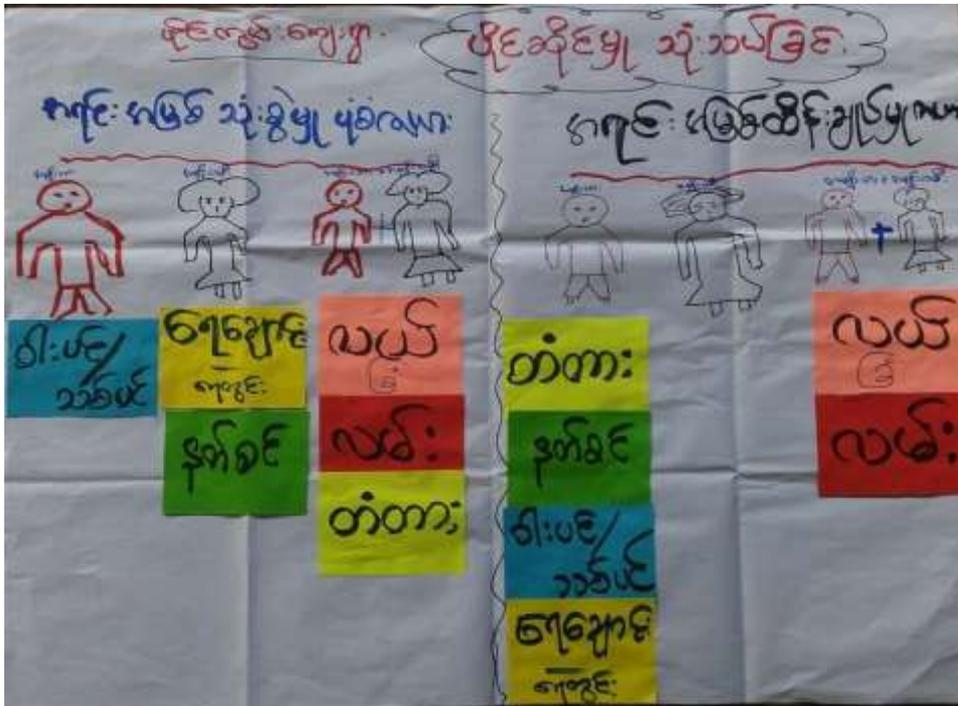 ပိုင်ဆိုင်မှု သုံးသပ်ခြင်း
အရင်းအမြစ် သုံးစွဲမှု ပုံစံကယား
ဝါးပင်/
သစ်ပင်
ရေချောင်း
ရေတွင်း
နတ်စင်
လယ်
ခြံ
လမ်း
တံတား
အရင်းအမြစ်ထိန်းချုပ်မှု
တံတား
နတ်စင်
ဝါးပင်/
သစ်ပင်
ရေချောင်း
ရေတွင်း
လယ်
ခြံ
လမ်း